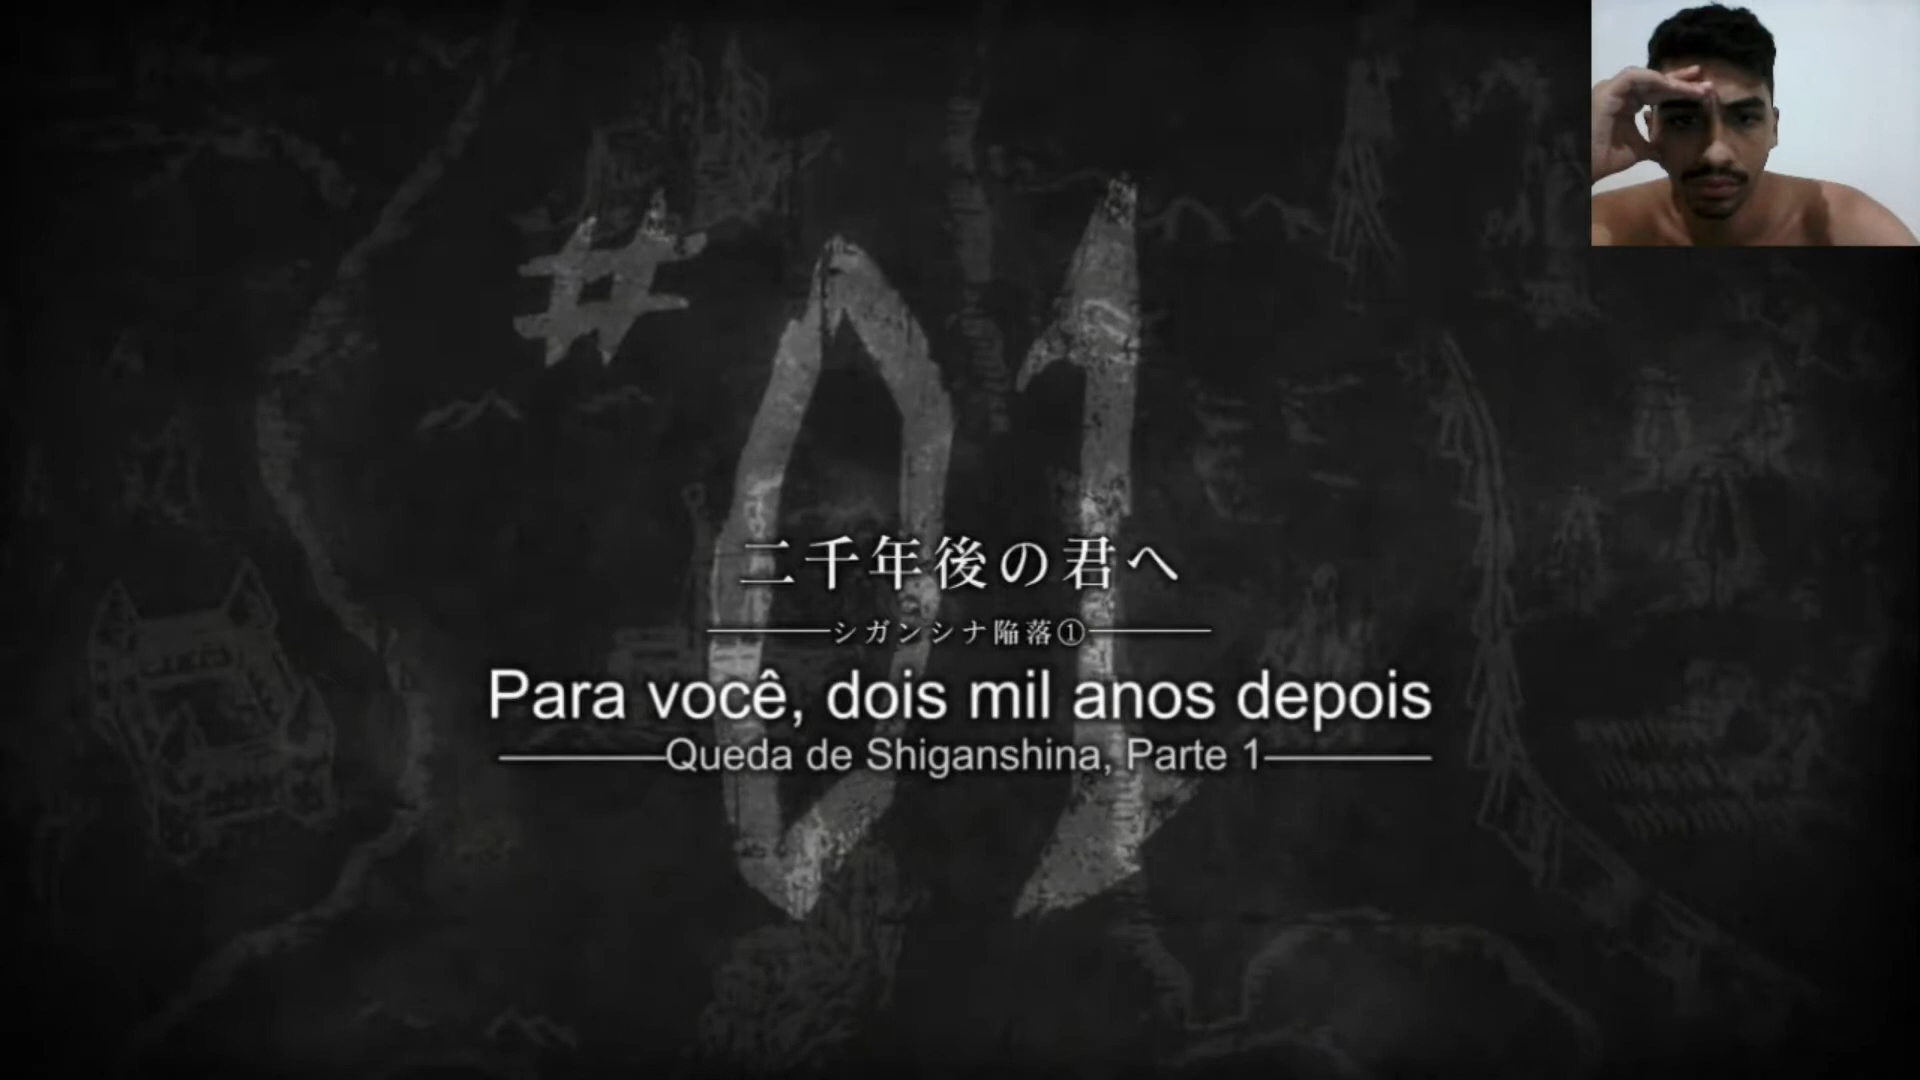 #01
二千年後の君へ
シガンシナ陥落①
Para você, dois mil anos depois
Queda de Shiganshina, Parte 1